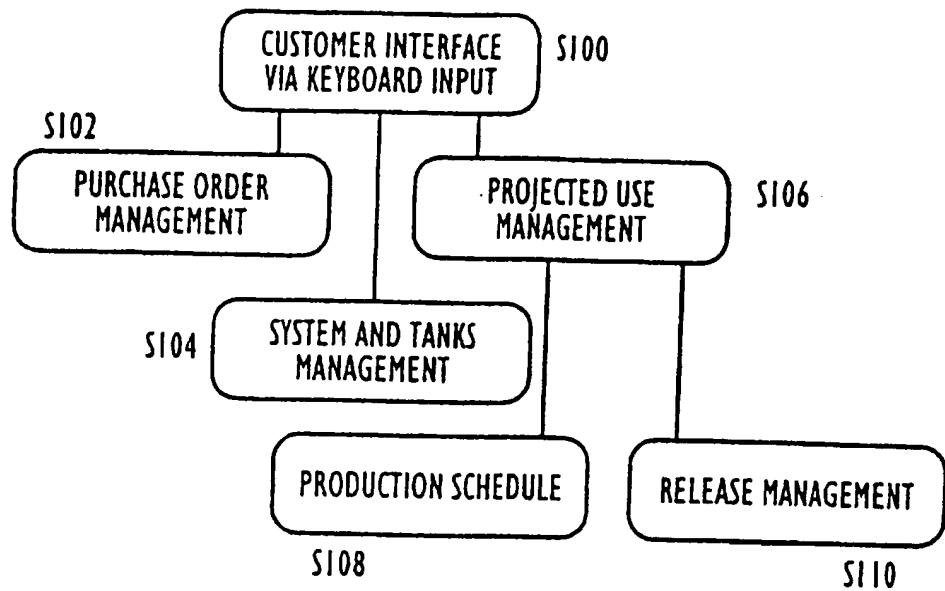 CUSTOMER INTERFACE
VIA KEYBOARD INPUT
S100
S102
PURCHASE ORDER
MANAGEMENT
PROJECTED USE
MANAGEMENT
S106
S104
SYSTEM AND TANKS
MANAGEMENT
PRODUCTION SCHEDULE
RELEASE MANAGEMENT
S108
S110